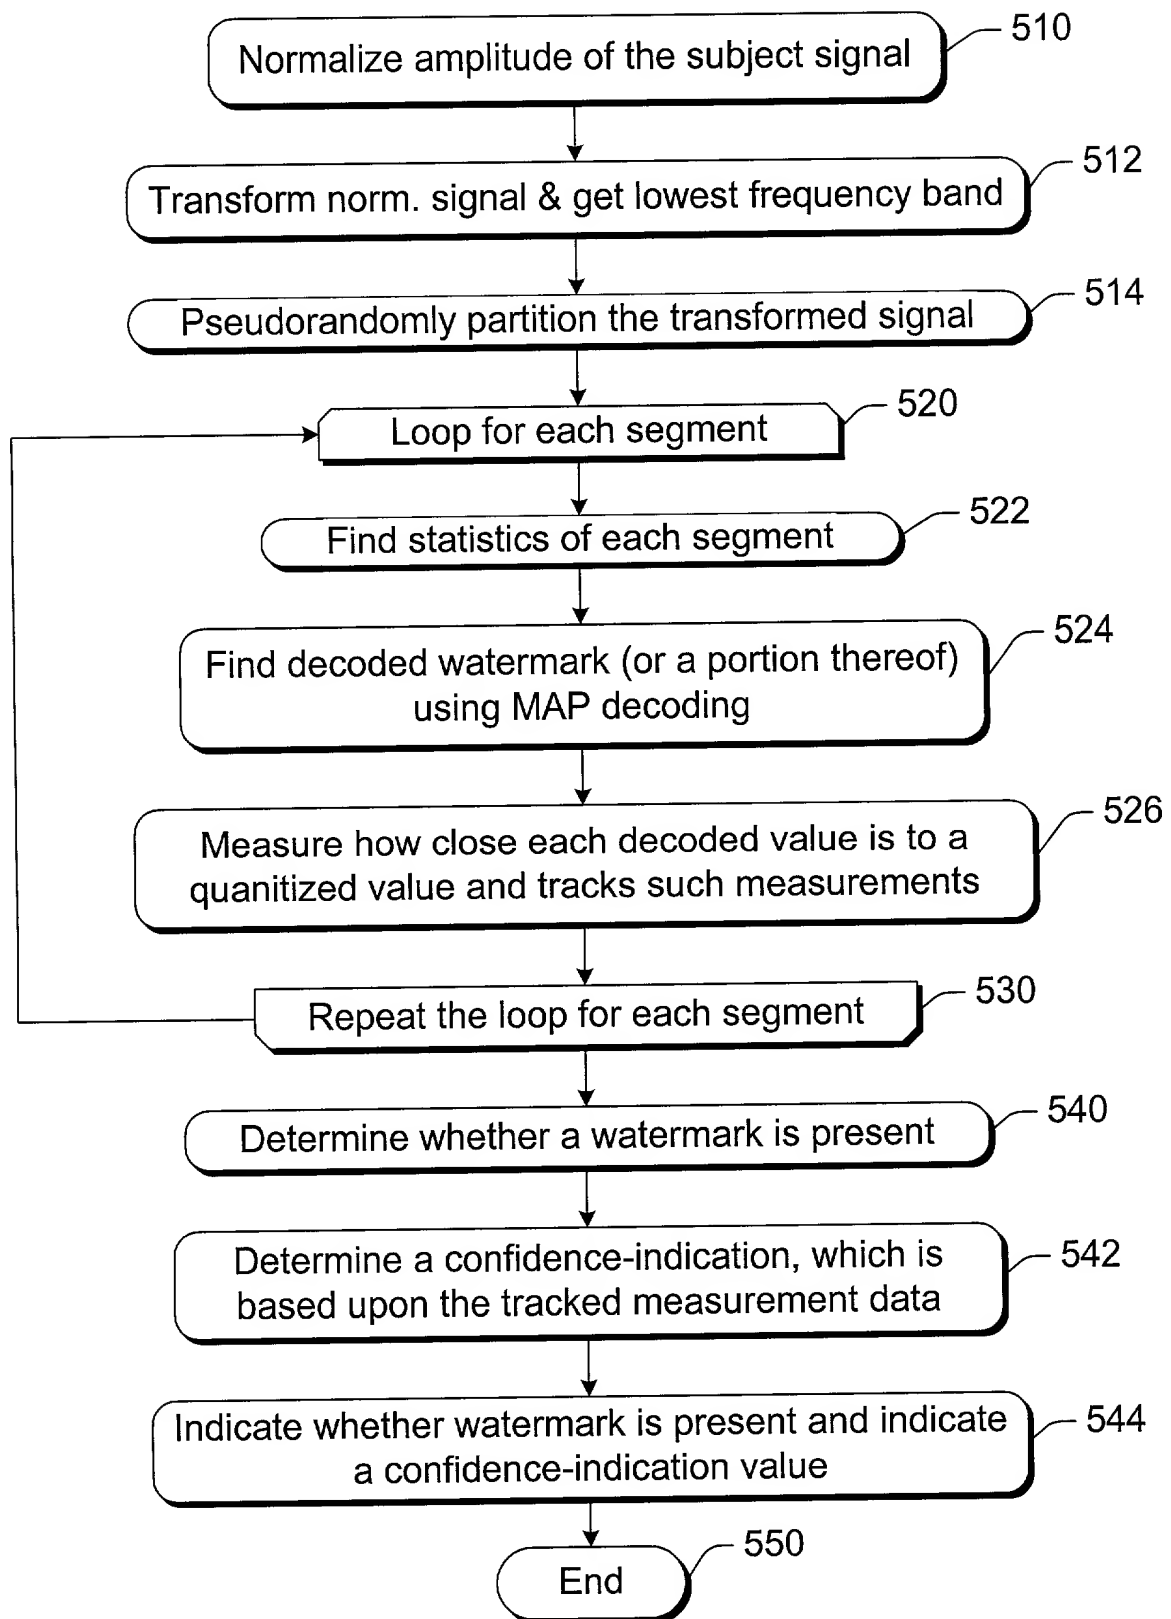 Normalize amplitude of the subject signal
510
Transform norm. signal & get lowest frequency band
512
Pseudorandomly partition the transformed signal
514
Loop for each segment
520
Find statistics of each segment
522
Find decoded watermark (or a portion thereof)
using MAP decoding
524
Measure how close each decoded value is to a
quanitized value and tracks such measurements
526
Repeat the loop for each segment
530
Determine whether a watermark is present
540
Determine a confidence-indication, which is
based upon the tracked measurement data
542
Indicate whether watermark is present and indicate
a confidence-indication value
544
End
550